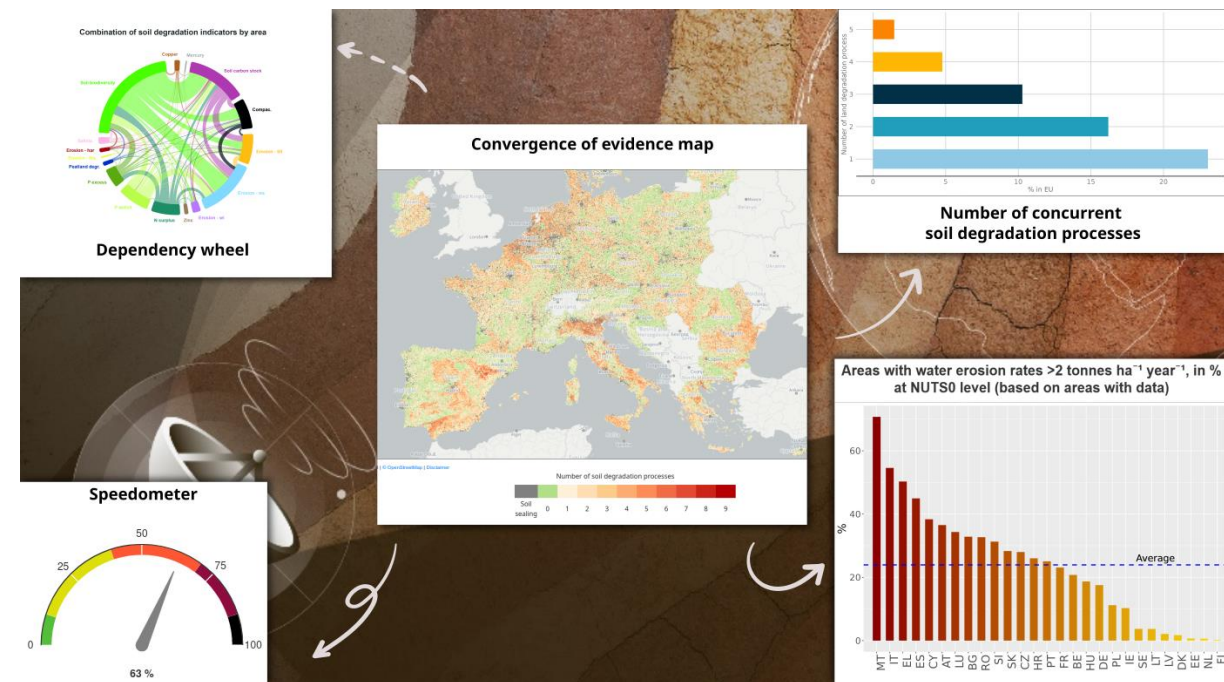 Combination of soil degradation indicators by area
Copper
Mercury
Soil carbon stock
Compac.
Erosion - har
Peatland degr.
P excess
N surplus
Zinc
Dependency wheel
Convergence of evidence map
| © OpenStreetMap | Disclaimer
Number of soil degradation processes
Soil
sealing
0 1 2 3 4 5 6 7 8 9
Number of land degradation process
5
4
3
2
1
0 5 10 15 20
% in EU
Number of concurrent
soil degradation processes
Areas with water erosion rates >2 tonnes ha⁻¹ year⁻¹, in %
at NUTS0 level (based on areas with data)
%
60
40
20
0
Average
MT IT EL ES CY AT LU BG RO SI SK CZ HR PT FR BE HU DE PL IE SE LT LV DK EE NL FI
Speedometer
0
25
50
75
100
63 %